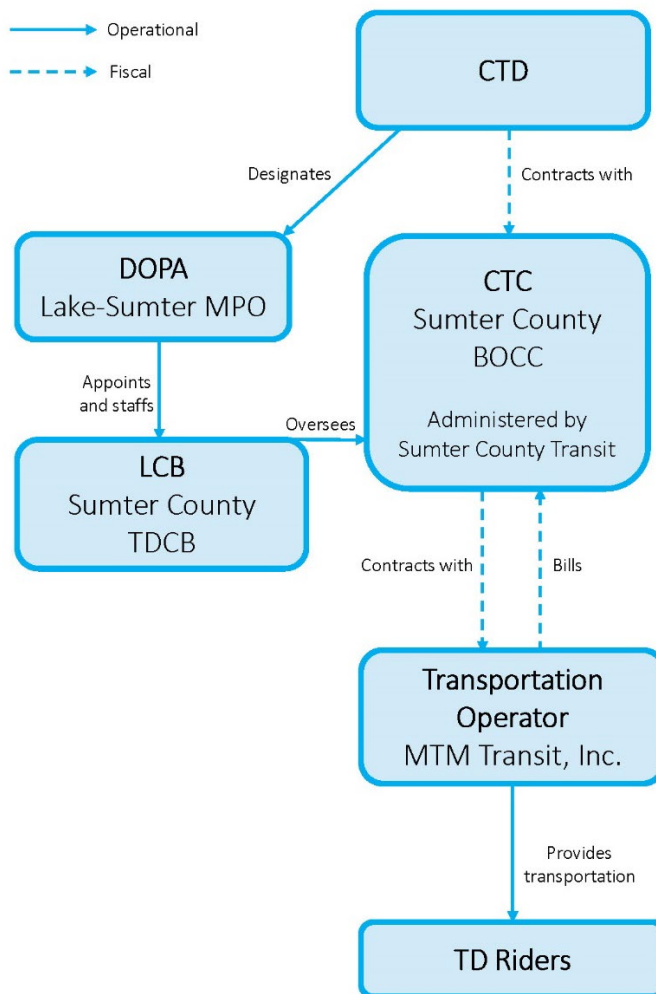 Operational
Fiscal
CTD
Designates
Contracts with
DOPA
Lake-Sumter MPO
CTC
Sumter County
BOCC
Administered by
Sumter County Transit
Appoints
and staffs
Oversees
LCB
Sumter County
TDCB
Contracts with
Bills
Transportation
Operator
MTM Transit, Inc.
Provides
transportation
TD Riders